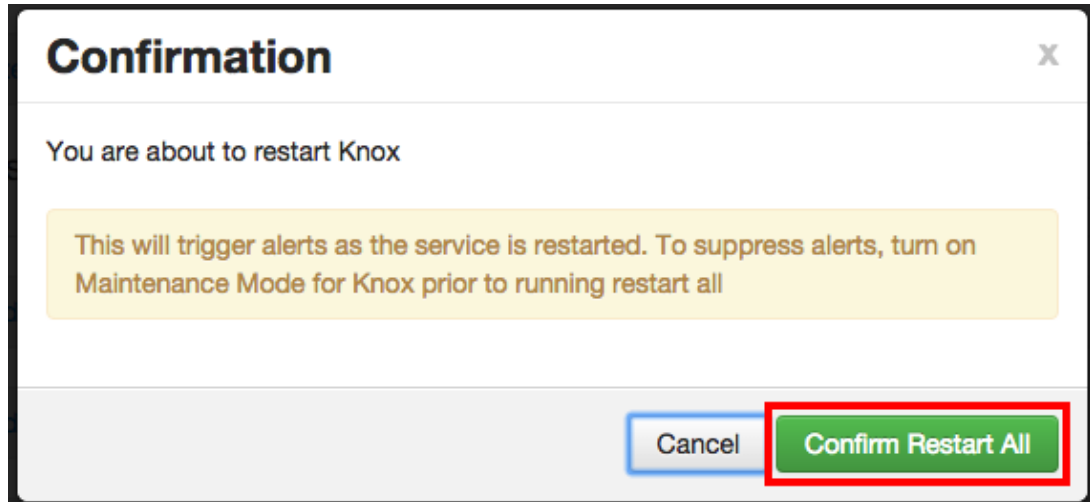 Confirmation
x
You are about to restart Knox
This will trigger alerts as the service is restarted. To suppress alerts, turn on
Maintenance Mode for Knox prior to running restart all
Cancel
Confirm Restart All